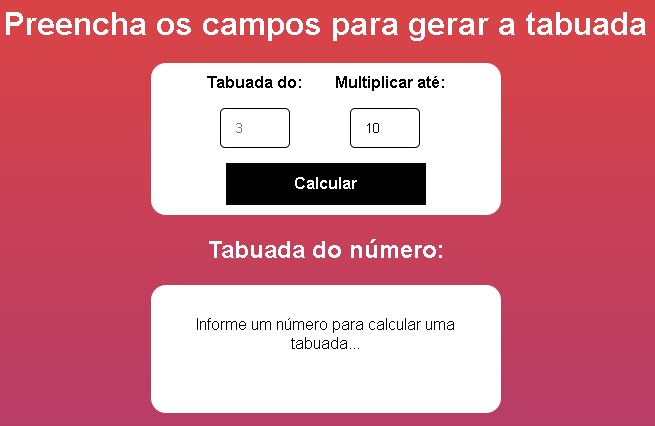 Preencha os campos para gerar a tabuada
Tabuada do: Multiplicar até:
3 10
Calcular
Tabuada do número:
Informe um número para calcular uma
tabuada...